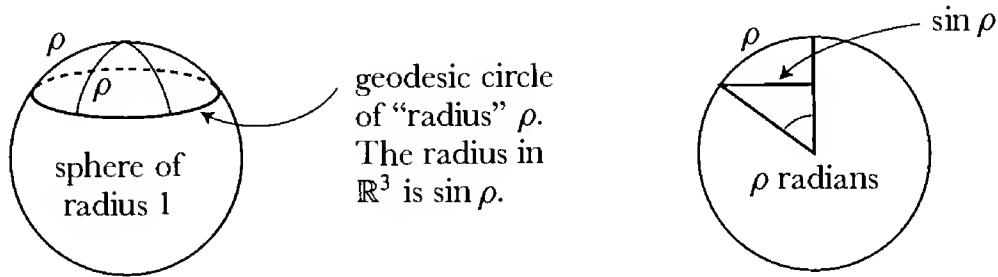 ρ
ρ
sphere of
radius 1
geodesic circle
of “radius” ρ.
The radius in
ℝ³ is sin ρ.
sin ρ
ρ
ρ radians